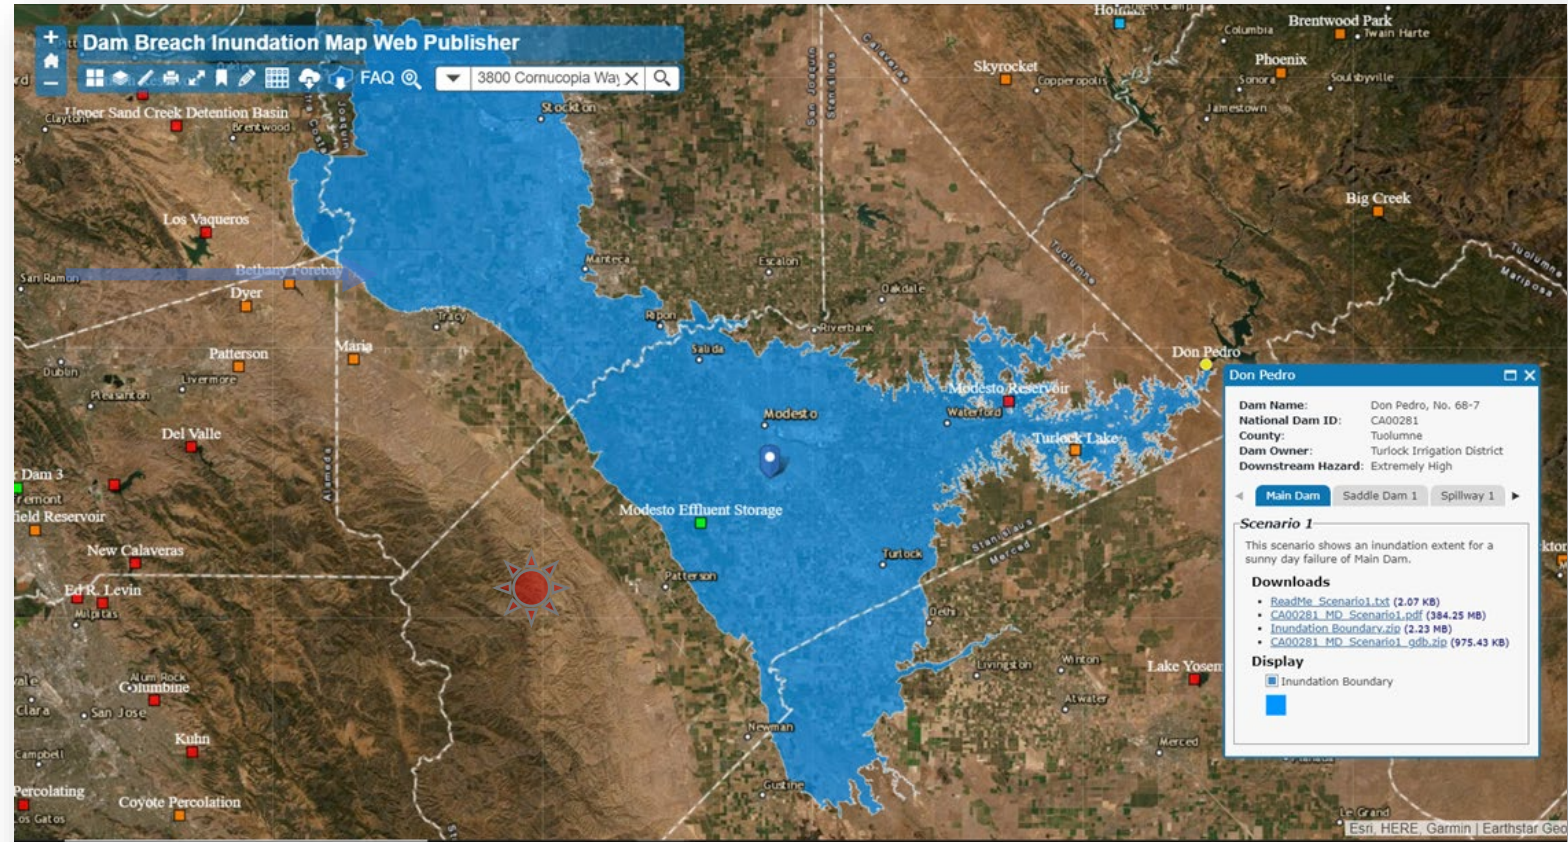 Dam Breach Inundation Map Web Publisher
FAQ
3800 Cornucopia Way
Upper Sand Creek Detention Basin
Clayton
Brentwood
Contra Costa
San Joaquin
Stockton
San Joaquin
Stanislaus
Calaveras
Skyrocket
Copperopolis
Columbia
Brentwood Park
Twain Harte
Phoenix
Sonora
Soulsbyville
Jamestown
Big Creek
Los Vaqueros
San Ramon
Bethany Forebay
Dyer
Manteca
Escalon
Oakdale
Tuolumne
Tuolumne
Mariposa
Tracy
Ripon
Riverbank
Salida
Patterson
Maria
Dublin
Livermore
Pleasanton
Don Pedro
Modesto Reservoir
Modesto
Waterford
Turlock Lake
Del Valle
Alameda
Dam 3
Modesto Effluent Storage
New Calaveras
Ed R. Levin
Milpitas
Patterson
Turlock
Stanislaus
Merced
Delhi
Livingston
Winton
Lake Yosem
Atwater
Alum Rock
Columbine
Clara
San Jose
Kuhn
Campbell
Newman
Merced
Percolating
Coyote Percolation
Los Gatos
Gustine
Le Grand
Don Pedro
Dam Name: Don Pedro, No. 68-7
National Dam ID: CA00281
County: Tuolumne
Dam Owner: Turlock Irrigation District
Downstream Hazard: Extremely High
Main Dam Saddle Dam 1 Spillway 1
Scenario 1
This scenario shows an inundation extent for a
sunny day failure of Main Dam.
Downloads
ReadMe_Scenario1.txt (2.07 KB)
CA00281_MD_Scenario1.pdf (384.25 MB)
Inundation Boundary.zip (2.23 MB)
CA00281_MD_Scenario1_gdb.zip (975.43 KB)
Display
Inundation Boundary
Esri, HERE, Garmin | Earthstar Geo